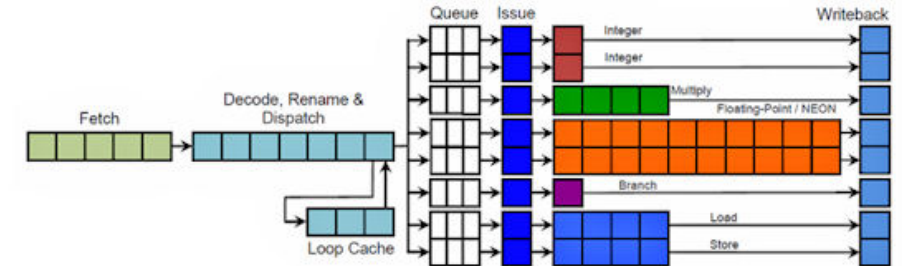 Queue Issue Writeback
Integer
Integer
Multiply
Floating-Point / NEON
Fetch
Decode, Rename &
Dispatch
Branch
Load
Store
Loop Cache